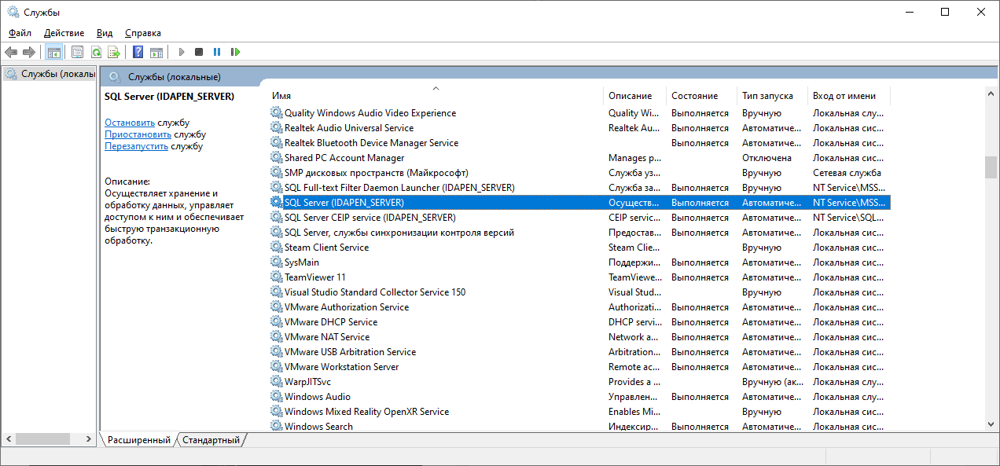 Службы
Файл Действие Вид Справка
Службы (локалы
Службы (локальные)
SQL Server (IDAPEN_SERVER)
Остановить службу
Приостановить службу
Перезапустить службу
Описание:
Осуществляет хранение и
обработку данных, управляет
доступом к ним и обеспечивает
быструю транзакционную
обработку.
Имя Описание Состояние Тип запуска Вход от имени
Quality Windows Audio Video Experience Quality Wi... Выполняется Вручную Локальная слу...
Realtek Audio Universal Service Realtek Au... Выполняется Автоматиче... Локальная сис...
Realtek Bluetooth Device Manager Service Выполняется Автоматиче... Локальная сис...
Shared PC Account Manager Manages p... Отключена Локальная сис...
SMP дисковых пространств (Майкрософт) Служба уз... Вручную Сетевая служба
SQL Full-text Filter Daemon Launcher (IDAPEN_SERVER) Служба за... Выполняется Вручную NT Service\MSS...
SQL Server (IDAPEN_SERVER) Осуществ... Выполняется Автоматиче... NT Service\MSS...
SQL Server CEIP service (IDAPEN_SERVER) CEIP servic... Выполняется Автоматиче... NT Service\SQL...
SQL Server, службы синхронизации контроля версий Предостав... Выполняется Автоматиче... Локальная сис...
Steam Client Service Steam Clie... Вручную Локальная сис...
SysMain Поддержи... Выполняется Автоматиче... Локальная сис...
TeamViewer 11 TeamViewe... Выполняется Автоматиче... Локальная сис...
Visual Studio Standard Collector Service 150 Visual Stud... Вручную Локальная сис...
VMware Authorization Service Authorizati... Выполняется Автоматиче... Локальная сис...
VMware DHCP Service DHCP servi... Выполняется Автоматиче... Локальная сис...
VMware NAT Service Network a... Выполняется Автоматиче... Локальная сис...
VMware USB Arbitration Service Arbitration... Выполняется Автоматиче... Локальная сис...
VMware Workstation Server Remote ac... Выполняется Автоматиче... Локальная сис...
WarpJITSvc Provides a ... Вручную (ак... Локальная слу...
Windows Audio Управлен... Выполняется Автоматиче... Локальная слу...
Windows Mixed Reality OpenXR Service Enables Mi... Вручную Локальная сис...
Windows Search Индексир... Выполняется Автоматиче... Локальная сис...
Расширенный Стандартный